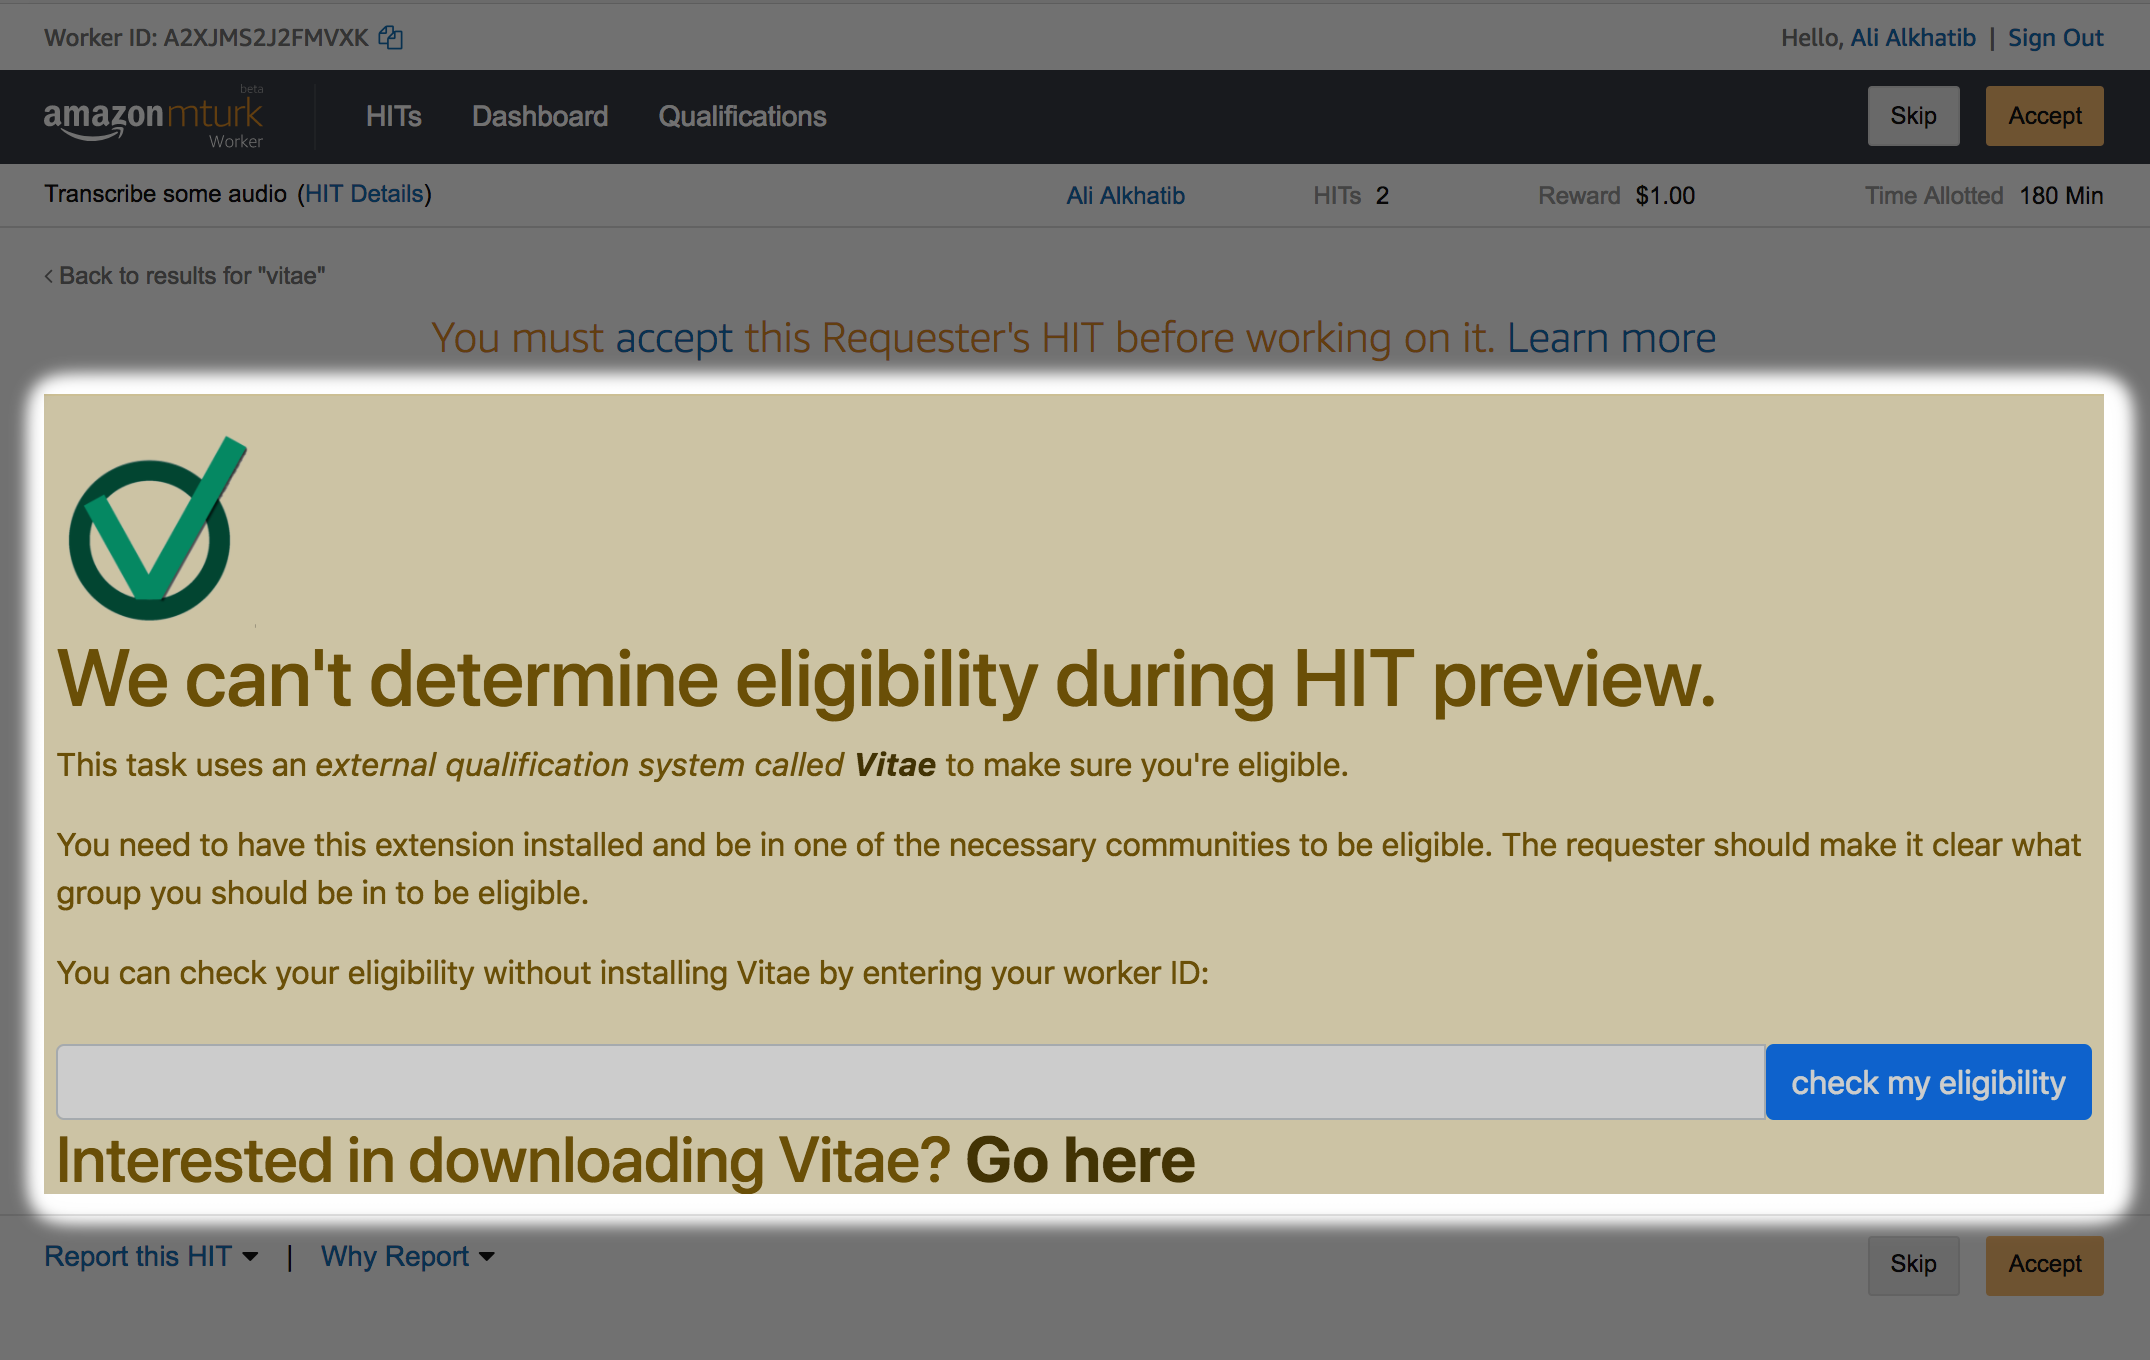 Worker ID: A2XJMS2J2FMVXK
Hello, Ali Alkhatib | Sign Out
amazonmturk beta
Worker
HITs Dashboard Qualifications
Skip Accept
Transcribe some audio (HIT Details)
Ali Alkhatib HITs 2 Reward $1.00 Time Allotted 180 Min
‹ Back to results for "vitae"
You must accept this Requester's HIT before working on it. Learn more
We can't determine eligibility during HIT preview.
This task uses an external qualification system called Vitae to make sure you're eligible.
You need to have this extension installed and be in one of the necessary communities to be eligible. The requester should make it clear what
group you should be in to be eligible.
You can check your eligibility without installing Vitae by entering your worker ID:
check my eligibility
Interested in downloading Vitae? Go here
Report this HIT | Why Report
Skip Accept